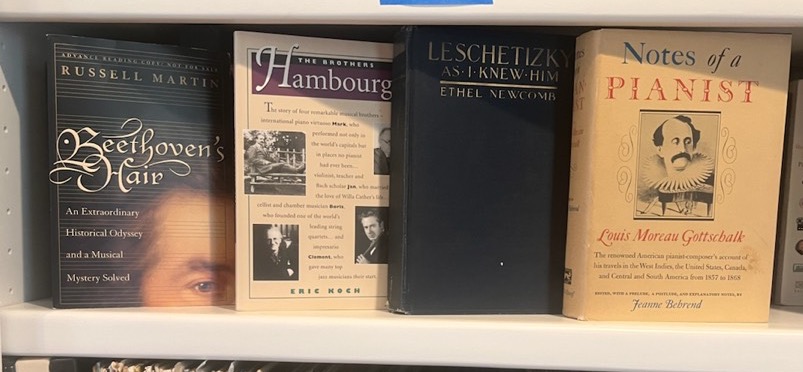 ADVANCE READING COPY: NOT FOR SALE
RUSSELL MARTIN
Beethoven's
Hair
An Extraordinary
Historical Odyssey
and a Musical
Mystery Solved
THE BROTHERS
Hambourg
The story of four remarkable musical brothers –
international piano virtuoso Mark, who
performed not only in
the world's capitals but
in places no pianist
had ever been...
violinist, teacher and
Bach scholar Jan, who married
the love of Willa Cather's life
cellist and chamber musician Boris,
who founded one of the world's
leading string
quartets... and
impresario
Clement, who
gave many top
jazz musicians their start.
ERIC KOCH
LESCHETIZKY
AS·I·KNEW·HIM
ETHEL NEWCOMB
Notes of a
PIANIST
Louis Moreau Gottschalk
The renowned American pianist-composer's account of
his travels in the West Indies, the United States, Canada,
and Central and South America from 1857 to 1868
EDITED, WITH A PRELUDE, A POSTLUDE, AND EXPLANATORY NOTES, BY
Jeanne Behrend